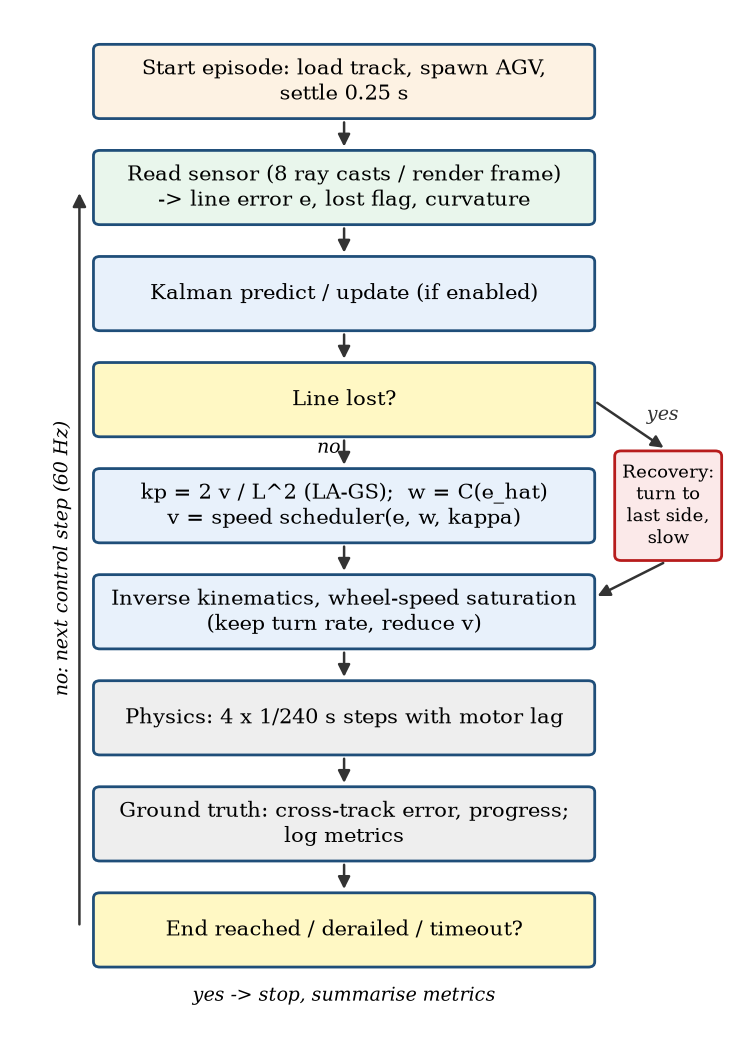 Start episode: load track, spawn AGV,
settle 0.25 s
Read sensor (8 ray casts / render frame)
-> line error e, lost flag, curvature
Kalman predict / update (if enabled)
Line lost?
yes
no
Recovery:
turn to
last side,
slow
kp = 2 v / L^2 (LA-GS);  w = C(e_hat)
v = speed scheduler(e, w, kappa)
Inverse kinematics, wheel-speed saturation
(keep turn rate, reduce v)
Physics: 4 x 1/240 s steps with motor lag
Ground truth: cross-track error, progress;
log metrics
End reached / derailed / timeout?
no: next control step (60 Hz)
yes -> stop, summarise metrics